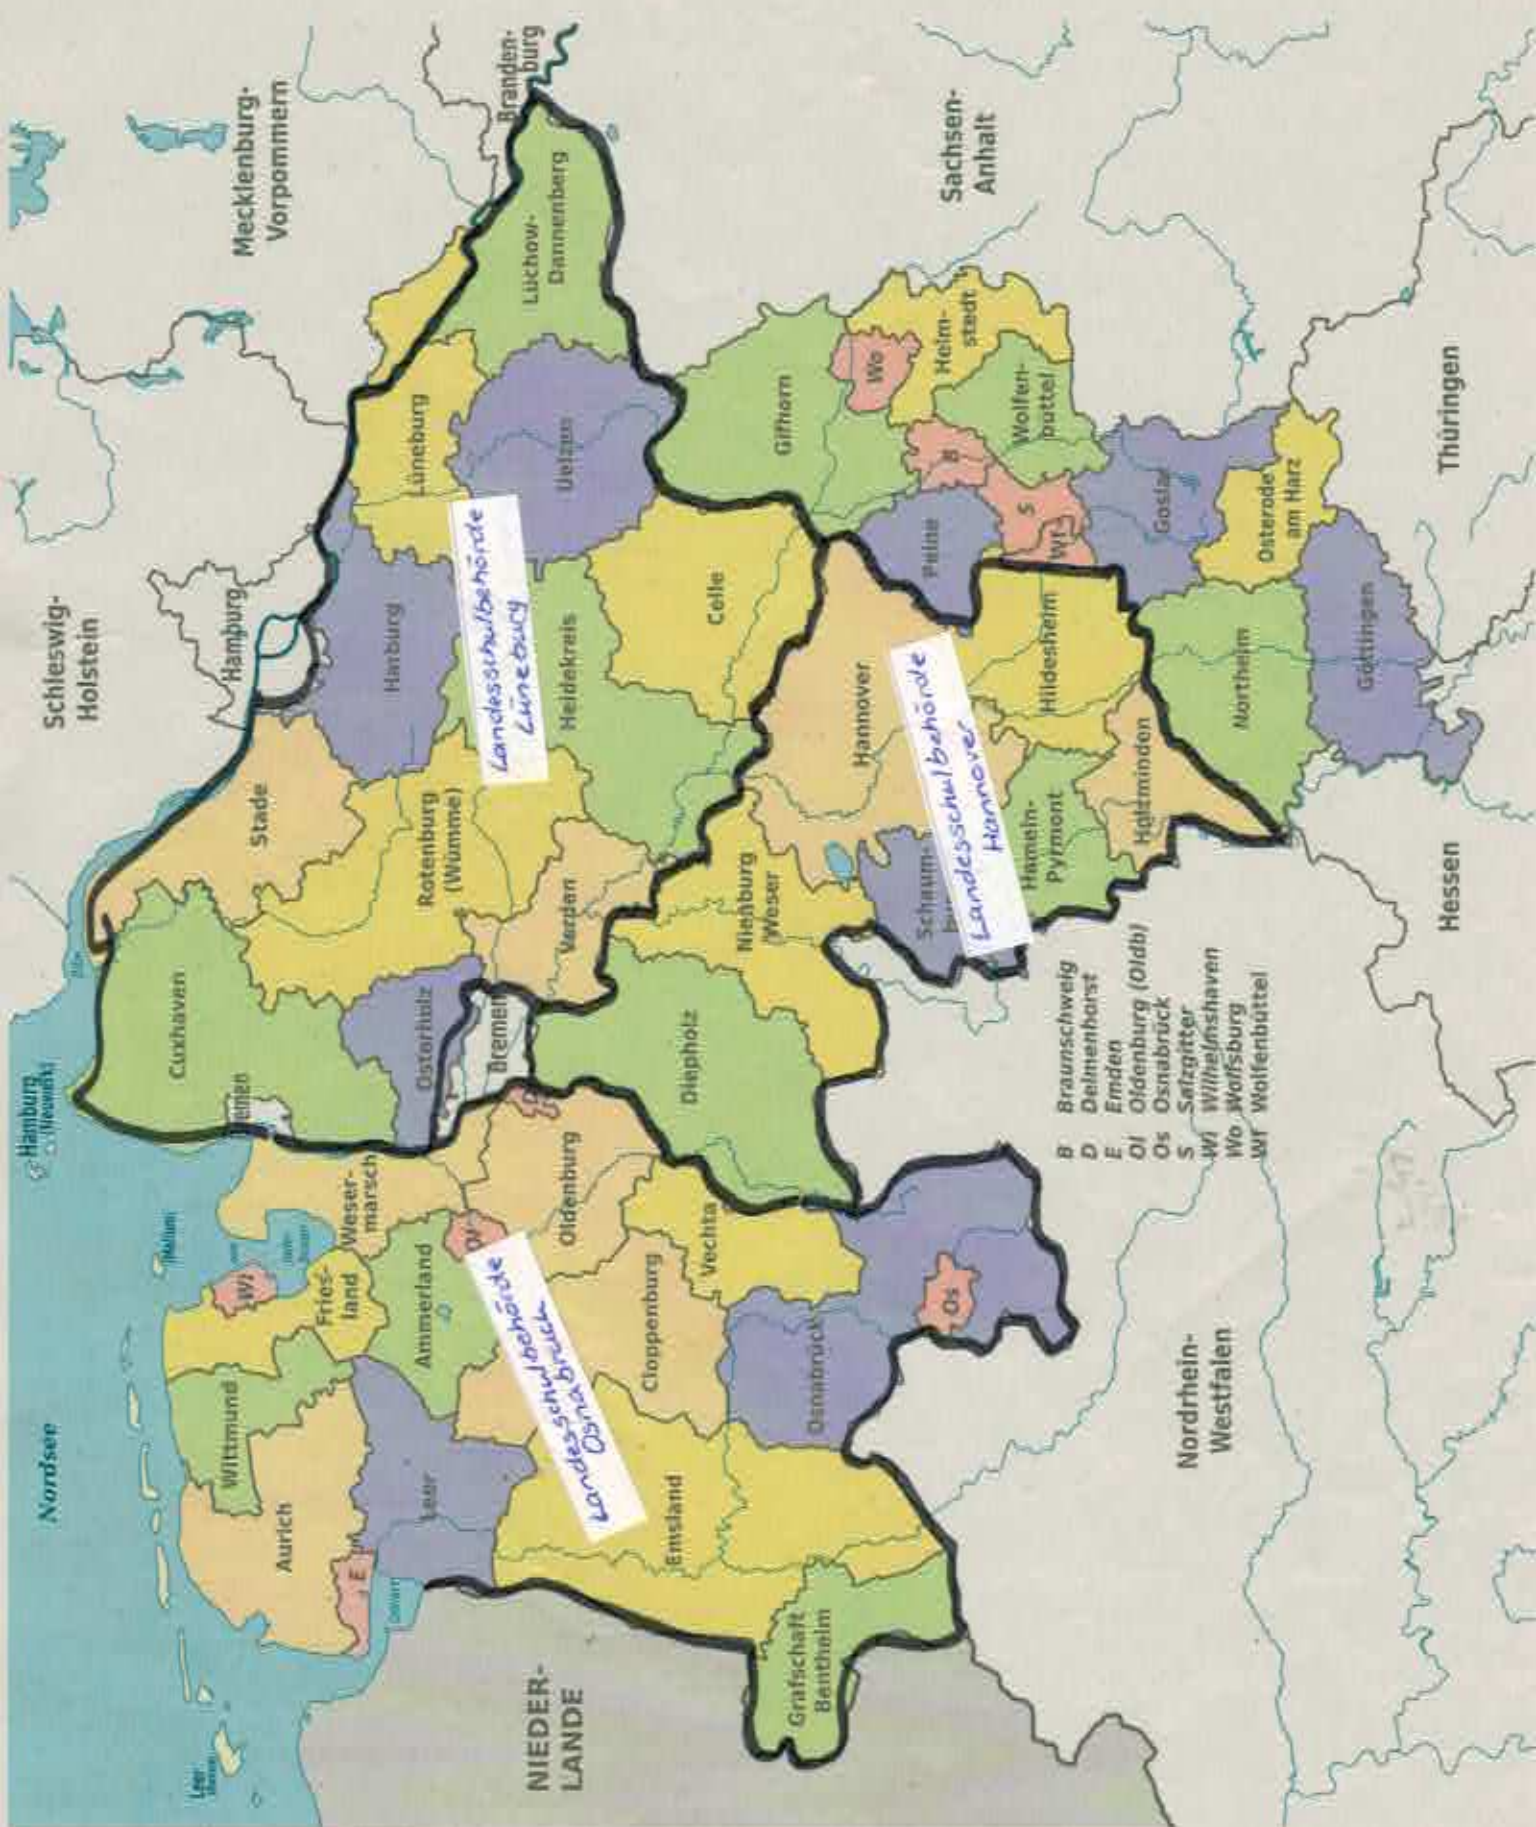 Nordsee
Hamburg
(Neuwerk)
Schleswig-
Holstein
Mecklenburg-
Vorpommern
Mellum
Hamburg
Branden-
burg
Wittmund
Wi
Cuxhaven
Stade
Aurich
Fries-
land
Weser-
marsch
Harburg
Lüneburg
Lüchow-
Dannenberg
E
Leer
Ammerland
Ol
Osterholz
Rotenburg
(Wümme)
Landesschulbehörde
Lüneburg
Uelzen
Bremen
Heidekreis
D
Oldenburg
Verden
Landesschulbehörde
Osnabrück
NIEDER-
LANDE
Emsland
Cloppenburg
Vechta
Diepholz
Nienburg
(Weser
Celle
Gifhorn
Grafschaft
Bentheim
Osnabrück
Hannover
Wo
Helm-
stedt
Sachsen-
Anhalt
Os
Schaum-
Peine
B
Landesschulbehörde
Hannover
Hameln-
Pyrmont
Hildesheim
S
Wf
Wolfen-
büttel
Holzminden
Goslar
Northeim
Osterode
am Harz
Göttingen
Nordrhein-
Westfalen
Hessen
Thüringen
B Braunschweig
D Delmenhorst
E Emden
Ol Oldenburg (Oldb)
Os Osnabrück
S Salzgitter
Wi Wilhelmshaven
Wo Wolfsburg
Wf Wolfenbüttel